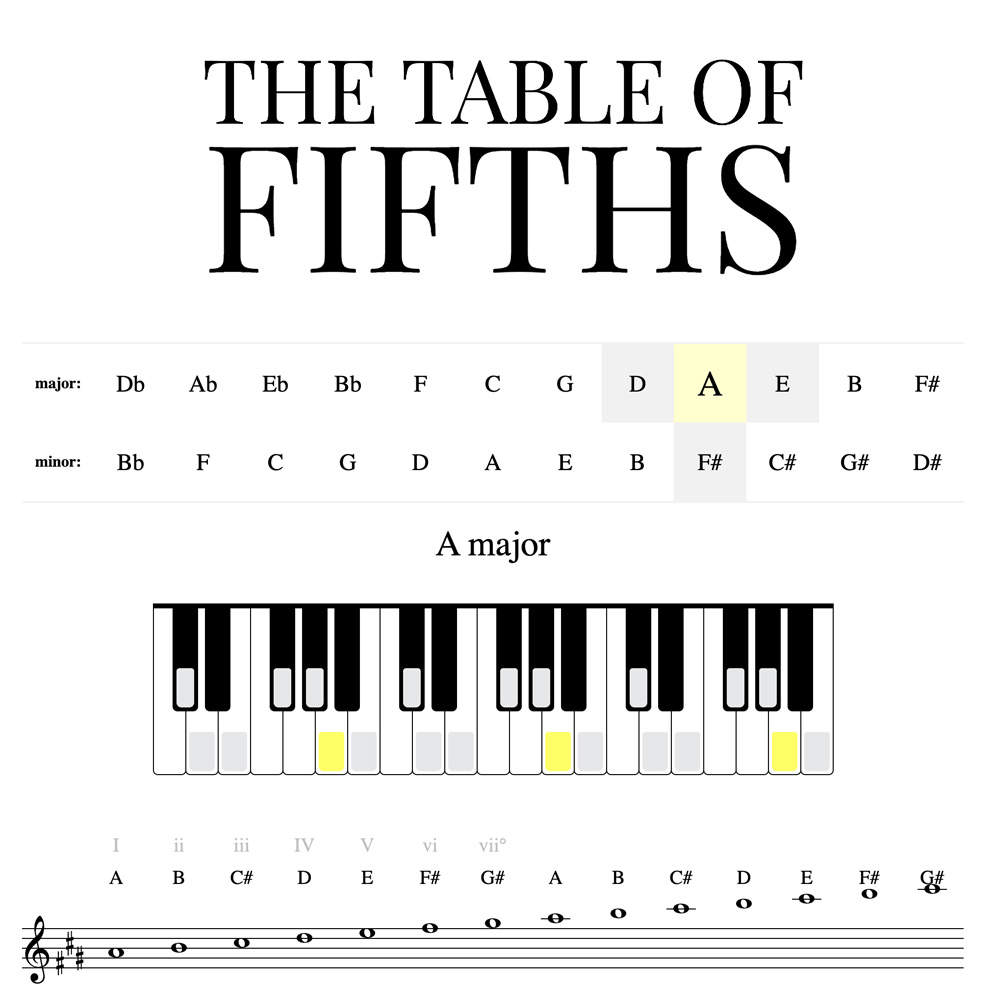 THE TABLE OF
FIFTHS
major: Db Ab Eb Bb F C G D A E B F#
minor: Bb F C G D A E B F# C# G# D#
A major
I ii iii IV V vi vii°
A B C# D E F# G# A B C# D E F# G#